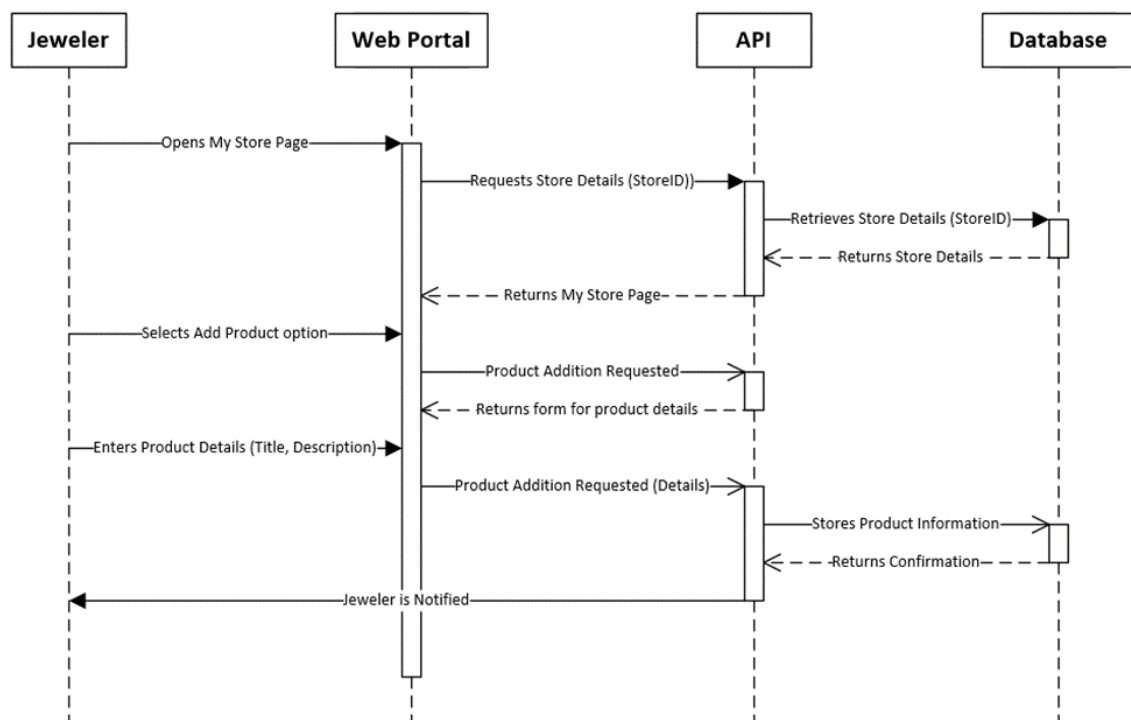 Jeweler
Web Portal
API
Database
Opens My Store Page
Requests Store Details (StoreID))
Retrieves Store Details (StoreID)
Returns Store Details
Returns My Store Page
Selects Add Product option
Product Addition Requested
Returns form for product details
Enters Product Details (Title, Description)
Product Addition Requested (Details)
Stores Product Information
Returns Confirmation
Jeweler is Notified